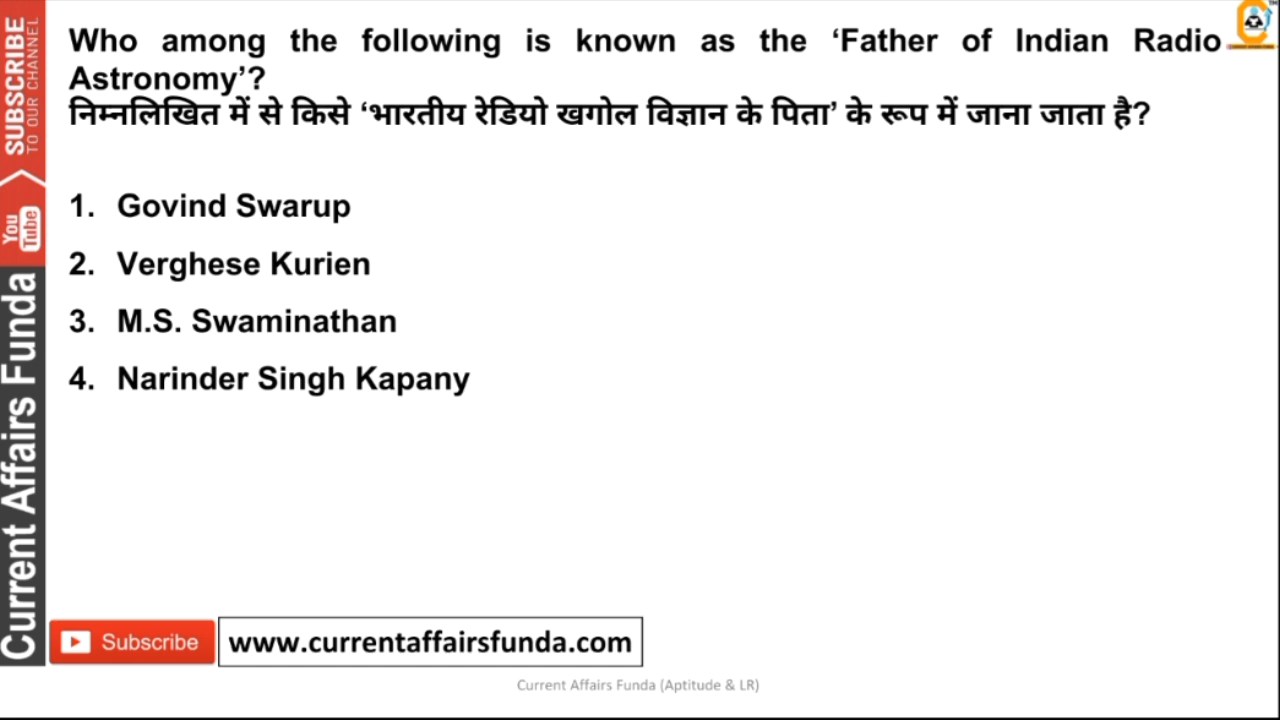 Who among the following is known as the ‘Father of Indian Radio
Astronomy’?
निम्नलिखित में से किसे ‘भारतीय रेडियो खगोल विज्ञान के पिता’ के रूप में जाना जाता है?
1. Govind Swarup
2. Verghese Kurien
3. M.S. Swaminathan
4. Narinder Singh Kapany
SUBSCRIBE
TO OUR CHANNEL
You
Tube
Current Affairs Funda
Subscribe
www.currentaffairsfunda.com
Current Affairs Funda (Aptitude & LR)